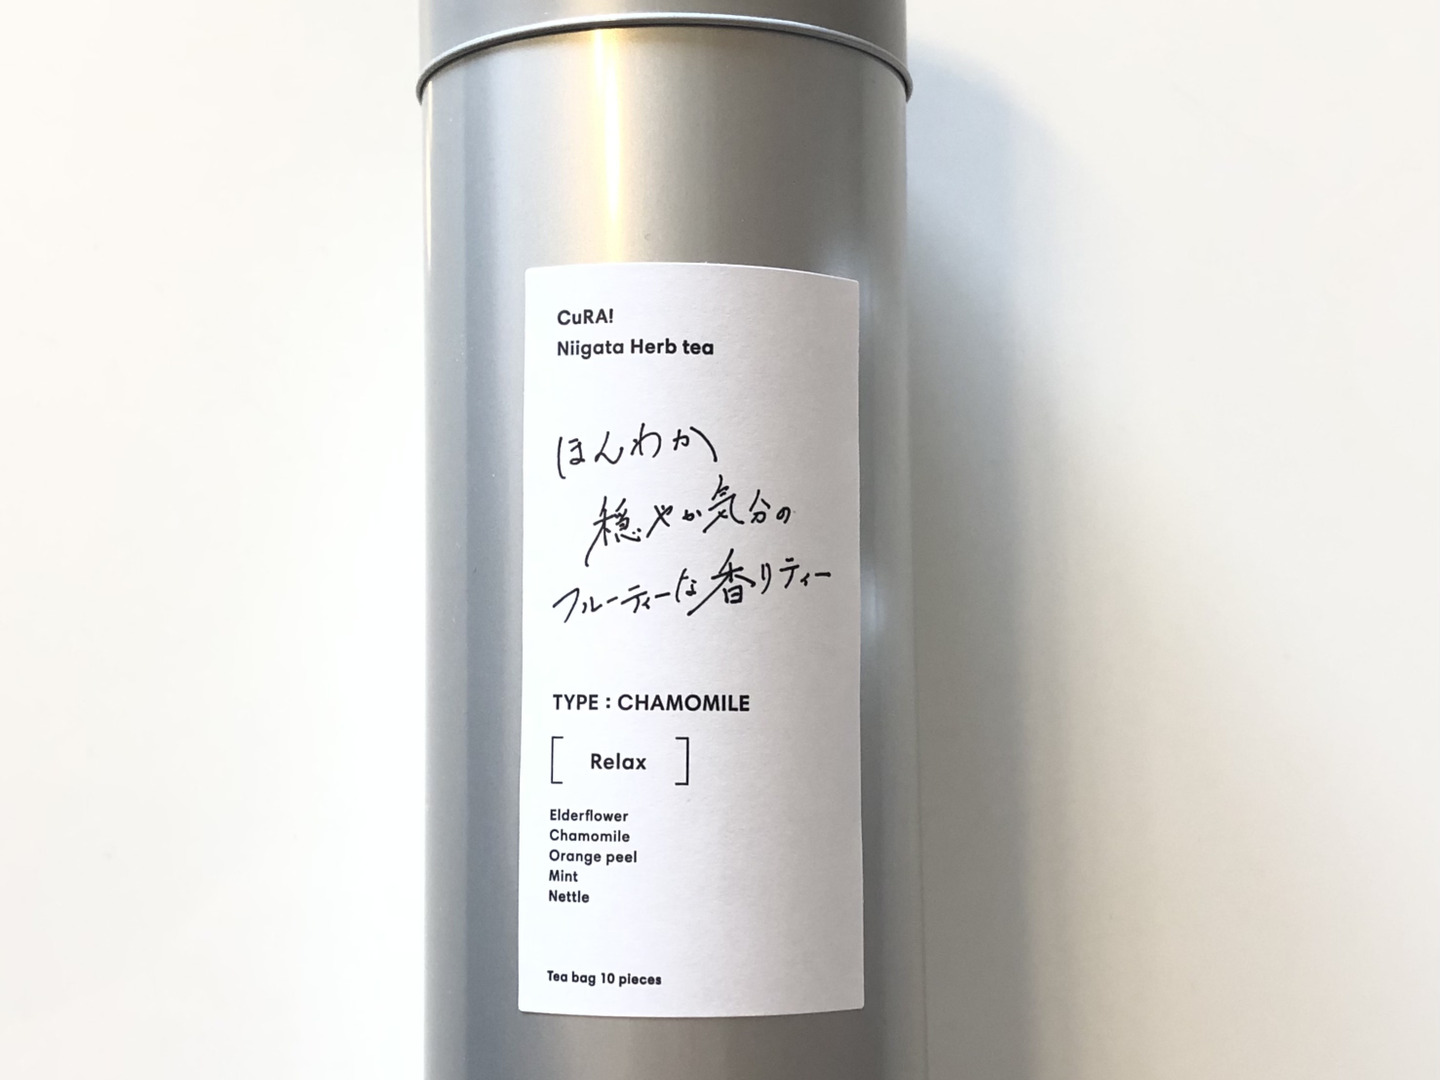 CuRA!
Niigata Herb tea
ほんわか
穏やか気分の
フルーティーな香りティー
TYPE : CHAMOMILE
[ Relax ]
Elderflower
Chamomile
Orange peel
Mint
Nettle
Tea bag 10 pieces